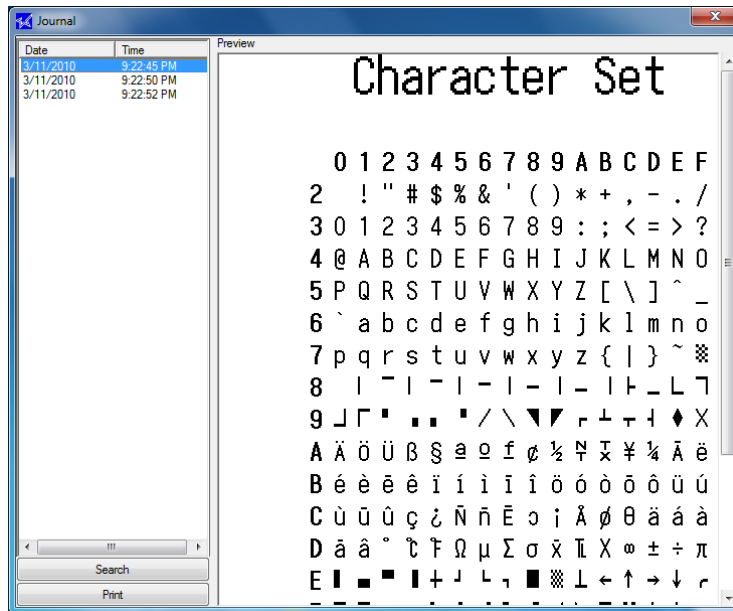 Journal
Date Time
3/11/2010 9:22:45 PM
3/11/2010 9:22:50 PM
3/11/2010 9:22:52 PM
Search
Print
Preview
Character Set
0 1 2 3 4 5 6 7 8 9 A B C D E F
2 ! " # $ % & ' ( ) * + , - . /
3 0 1 2 3 4 5 6 7 8 9 : ; < = > ?
4 @ A B C D E F G H I J K L M N O
5 P Q R S T U V W X Y Z [ \ ] ^ _
6 ` a b c d e f g h i j k l m n o
7 p q r s t u v w x y z { | } ~ ▒
8
9 ┘ ┌ ╱ ╲ ◥ ◤ ┌ ┴ ┬ ┤ ♦ X
A Ä Ö Ü ß § ª º £ ¢ ½ ¥ ¼ Ā ë
B é è ē ê ï í ì ī î ö ó ò ō ô ü ú
C ù ū û ç ¿ Ñ ñ Ē ɔ ¡ Å ø θ ä á à
D ā â ° Ω µ Σ σ x̄ X ∞ ± ÷ π
E ┘ └ ┐ ■ ▒ ⊥ ← ↑ → ↓ ┌